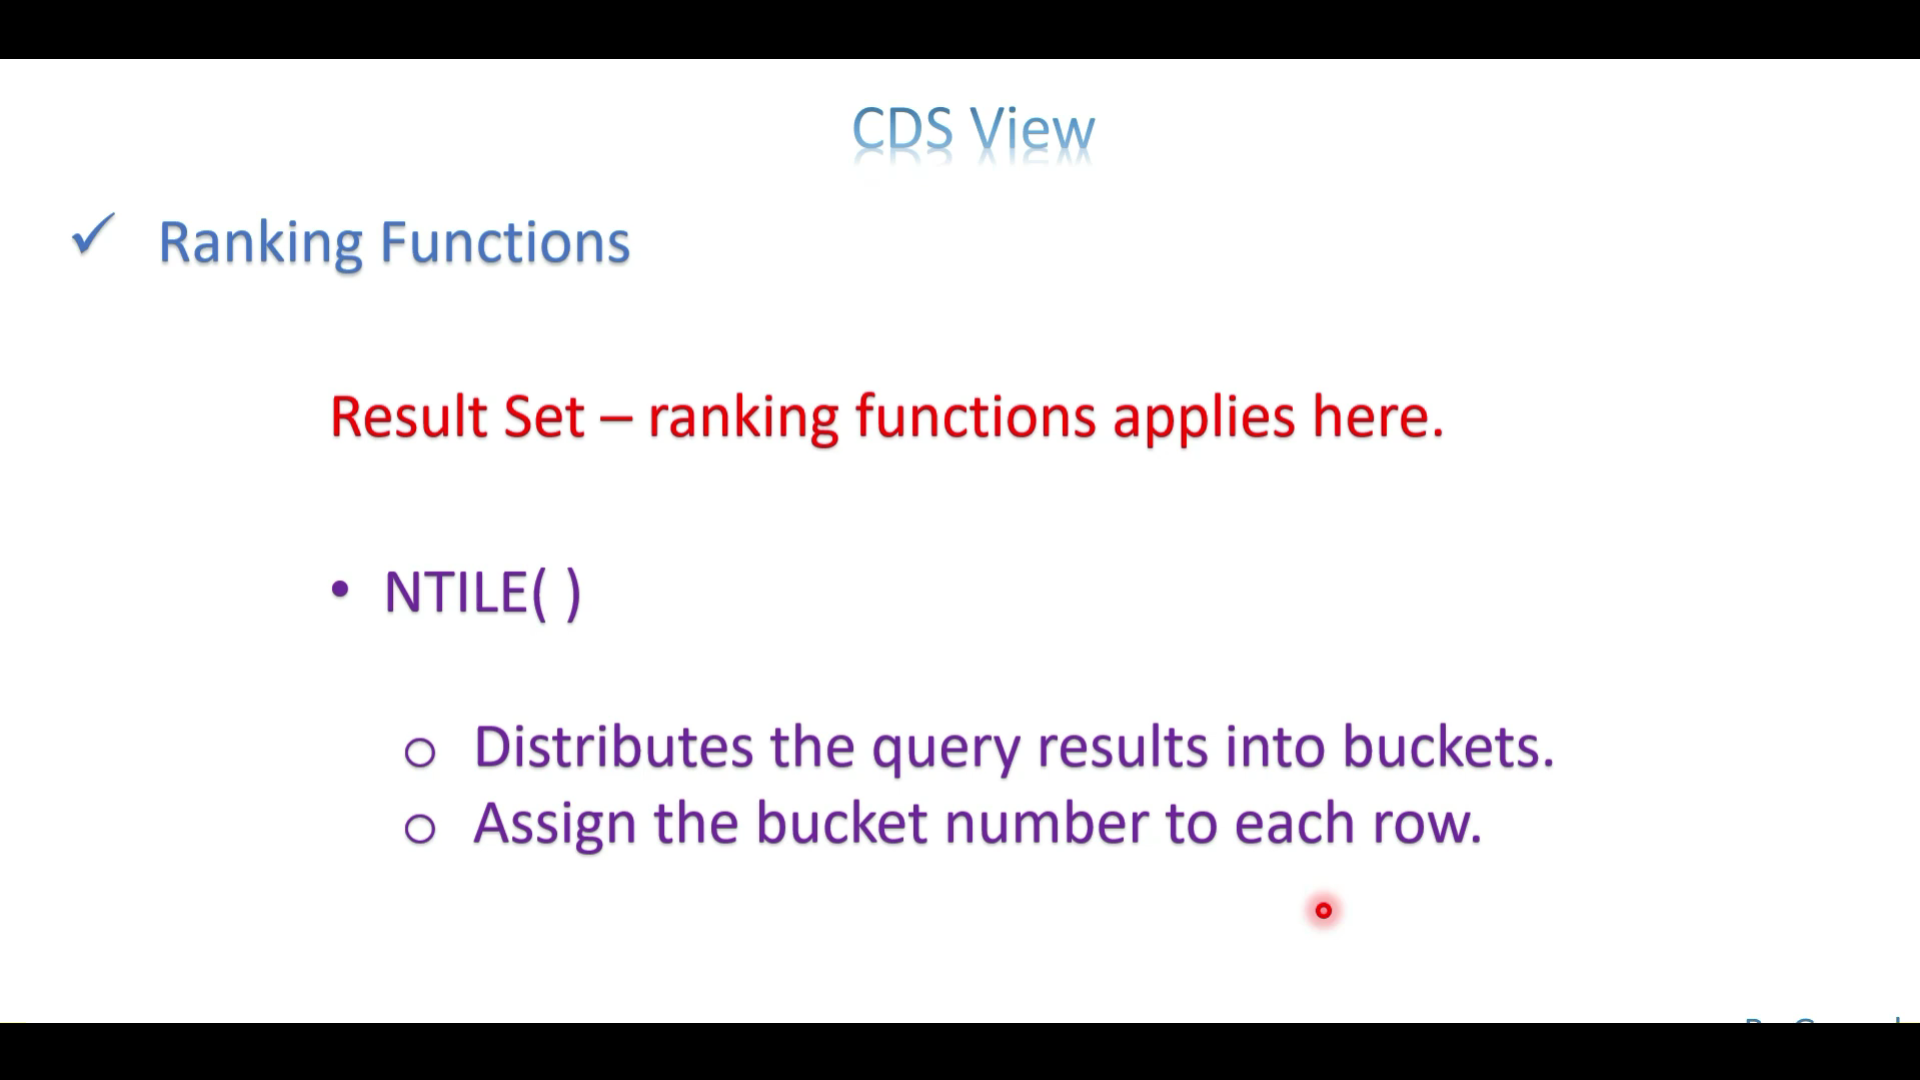 CDS View
✓ Ranking Functions
Result Set – ranking functions applies here.
• NTILE( )
o Distributes the query results into buckets.
o Assign the bucket number to each row.